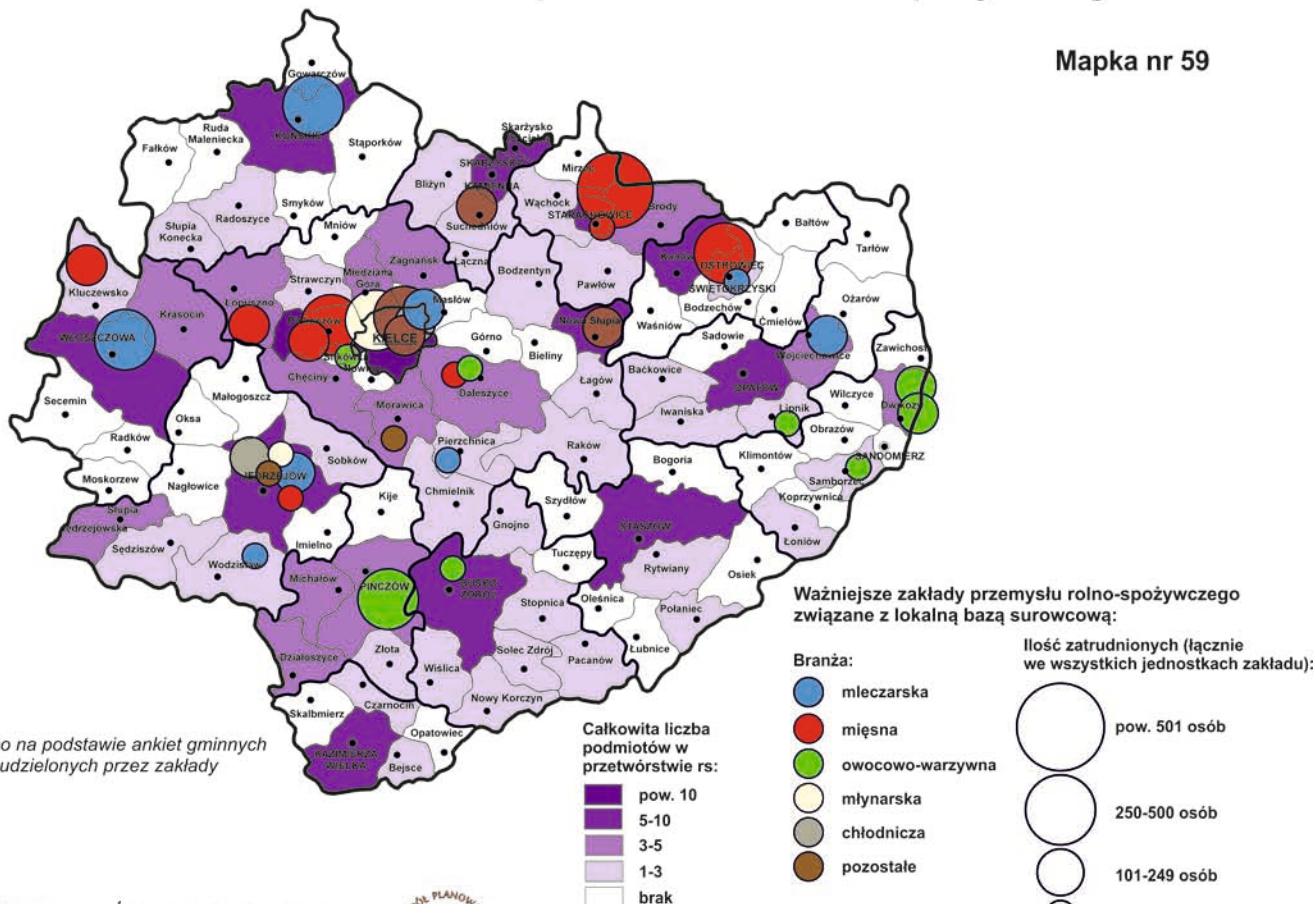 Mapka nr 59
Gowarczów
KOŃSKIE
Ruda
Maleniecka
Fałków
Stąporków
Skarżysko
SKARŻYSKO
KAMIENNA
Bliżyn
Mirzec
Wąchock
STARACHOWICE
Brody
Suchedniów
Radoszyce
Smyków
Słupia
Konecka
Mniów
Bałtów
Tarłów
Zagnańsk
Łączna
Bodzentyn
Pawłów
Kunów
OSTROWIEC
ŚWIĘTOKRZYSKI
Bodzechów
Ćmielów
Ożarów
Kluczewsko
Krasocin
Łopuszno
Strawczyn
Miedziana
Góra
Masłów
KIELCE
Górno
Bieliny
Nowa Słupia
Waśniów
Sadowie
Wojciechowice
Zawichost
WŁOSZCZOWA
Chęciny
Daleszyce
Łagów
Baćkowice
OPATÓW
Secemin
Małogoszcz
Oksa
Morawica
Iwaniska
Lipnik
Wilczyce
Dwikozy
Obrazów
Radków
Sobków
Pierzchnica
Raków
Bogoria
Klimontów
SANDOMIERZ
Samborzec
Moskorzew
Nagłowice
JĘDRZEJÓW
Kije
Chmielnik
Szydłów
Koprzywnica
Słupia
Jędrzejowska
Sędziszów
Imielno
Gnojno
STASZÓW
Łoniów
Wodzisław
Michałów
PIŃCZÓW
BUSKO
ZDRÓJ
Tuczępy
Rytwiany
Osiek
Stopnica
Oleśnica
Połaniec
Działoszyce
Złota
Wiślica
Solec Zdrój
Pacanów
Łubnice
Skalbmierz
Czarnocin
Nowy Korczyn
Opatowiec
KAZIMIERZA
WIELKA
Bejsce
o na podstawie ankiet gminnych
udzielonych przez zakłady
Całkowita liczba
podmiotów w
przetwórstwie rs:
pow. 10
5-10
3-5
1-3
brak
Ważniejsze zakłady przemysłu rolno-spożywczego
związane z lokalną bazą surowcową:
Branża:
mleczarska
mięsna
owocowo-warzywna
młynarska
chłodnicza
pozostałe
Ilość zatrudnionych (łącznie
we wszystkich jednostkach zakładu):
pow. 501 osób
250-500 osób
101-249 osób